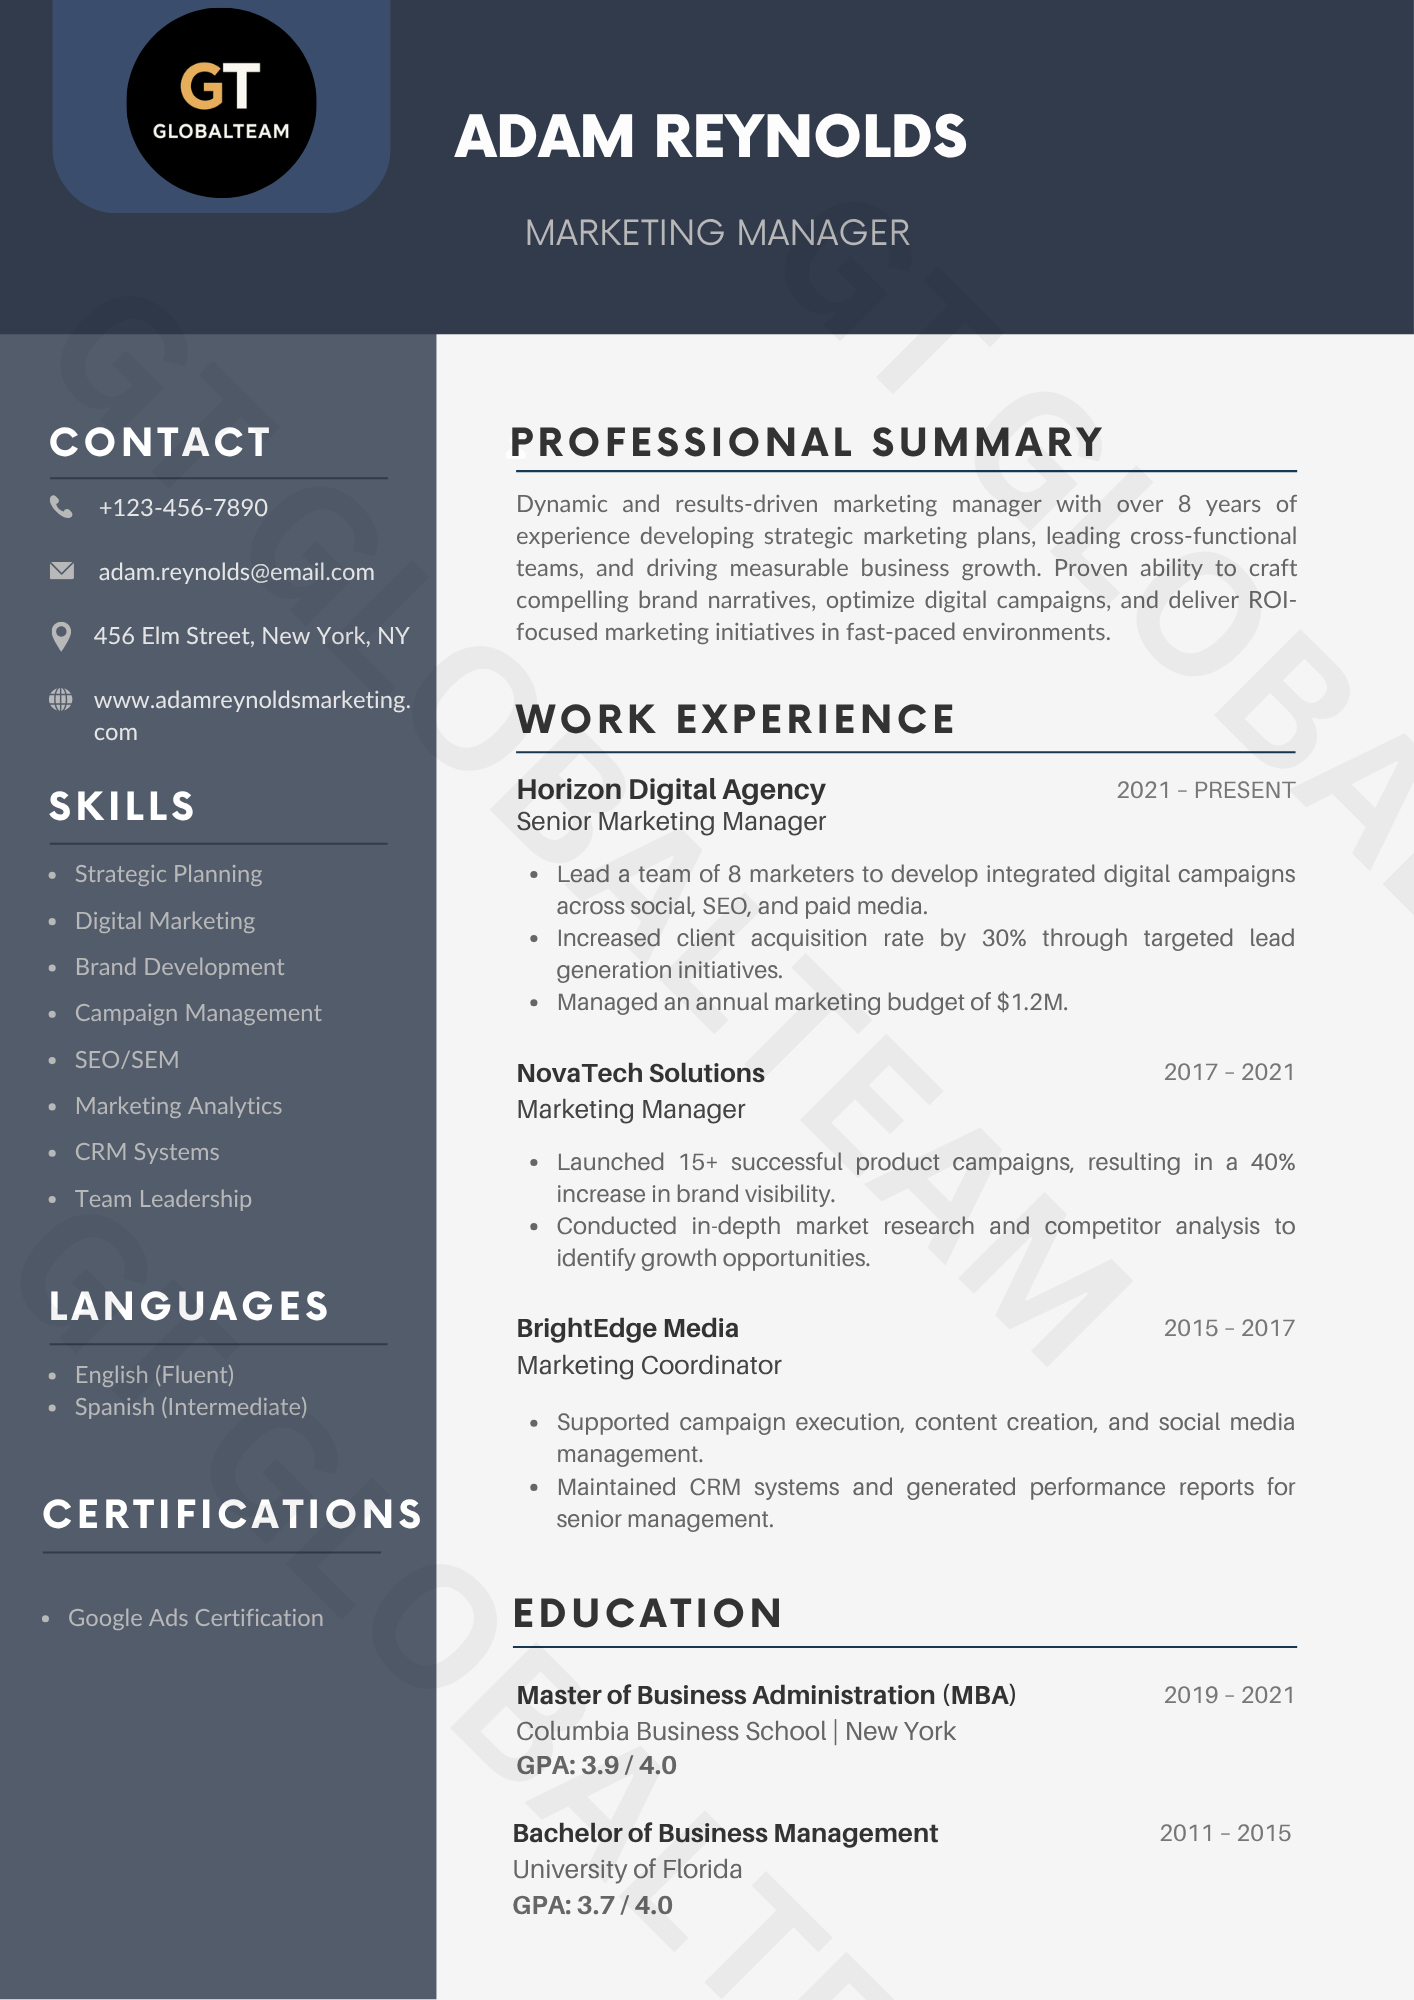 GT
GLOBALTEAM
ADAM REYNOLDS
MARKETING MANAGER
CONTACT
+123-456-7890
adam.reynolds@email.com
456 Elm Street, New York, NY
www.adamreynoldsmarketing.
com
SKILLS
• Strategic Planning
• Digital Marketing
• Brand Development
• Campaign Management
• SEO/SEM
• Marketing Analytics
• CRM Systems
• Team Leadership
LANGUAGES
• English (Fluent)
• Spanish (Intermediate)
CERTIFICATIONS
• Google Ads Certification
PROFESSIONAL SUMMARY
Dynamic and results-driven marketing manager with over 8 years of
experience developing strategic marketing plans, leading cross-functional
teams, and driving measurable business growth. Proven ability to craft
compelling brand narratives, optimize digital campaigns, and deliver ROI-
focused marketing initiatives in fast-paced environments.
WORK EXPERIENCE
Horizon Digital Agency 2021 – PRESENT
Senior Marketing Manager
• Lead a team of 8 marketers to develop integrated digital campaigns
across social, SEO, and paid media.
• Increased client acquisition rate by 30% through targeted lead
generation initiatives.
• Managed an annual marketing budget of $1.2M.
NovaTech Solutions 2017 – 2021
Marketing Manager
• Launched 15+ successful product campaigns, resulting in a 40%
increase in brand visibility.
• Conducted in-depth market research and competitor analysis to
identify growth opportunities.
BrightEdge Media 2015 – 2017
Marketing Coordinator
• Supported campaign execution, content creation, and social media
management.
• Maintained CRM systems and generated performance reports for
senior management.
EDUCATION
Master of Business Administration (MBA) 2019 – 2021
Columbia Business School | New York
GPA: 3.9 / 4.0
Bachelor of Business Management 2011 – 2015
University of Florida
GPA: 3.7 / 4.0
GT GLOBALTEAM
GT GLOBAL
GT GLOBALTE